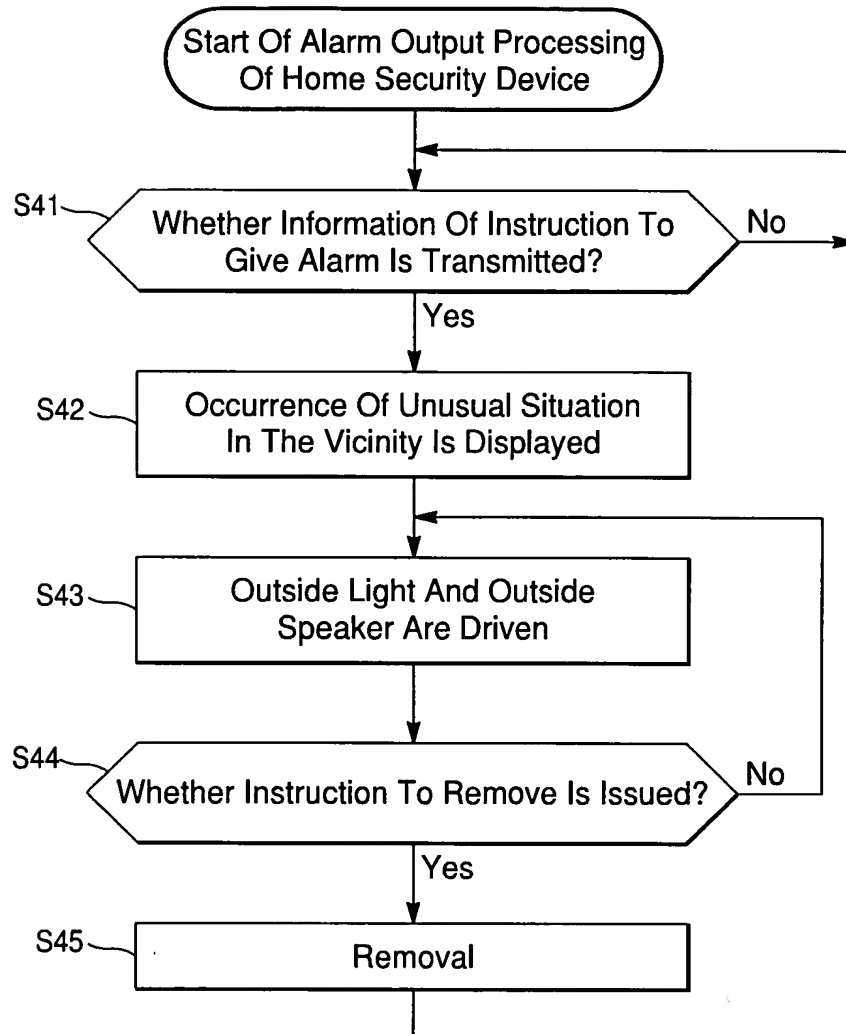 Start Of Alarm Output Processing
Of Home Security Device
S41
Whether Information Of Instruction To
Give Alarm Is Transmitted?
No
Yes
S42
Occurrence Of Unusual Situation
In The Vicinity Is Displayed
S43
Outside Light And Outside
Speaker Are Driven
S44
Whether Instruction To Remove Is Issued?
No
Yes
S45
Removal